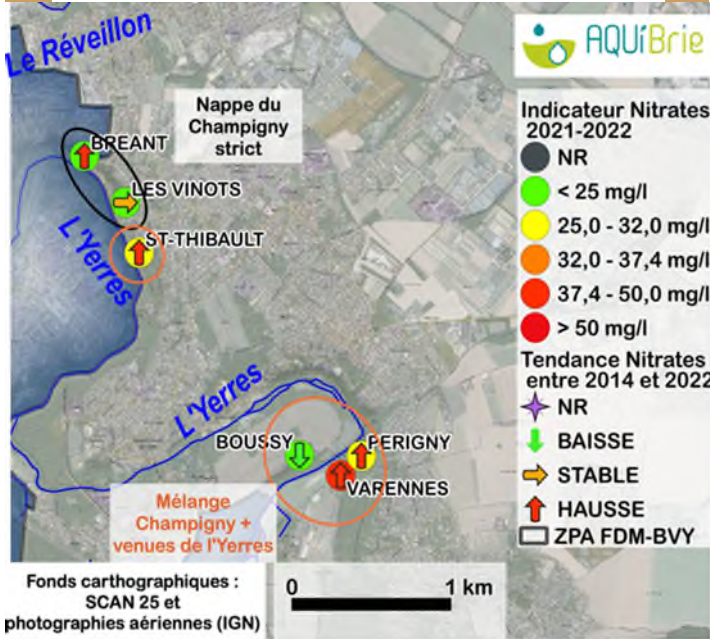 Le Réveillon
Nappe du
Champigny
strict
BREANT
LES VINOTS
ST-THIBAULT
L'Yerres
L'Yerres
BOUSSY
PERIGNY
VARENNES
Mélange
Champigny +
venues de l'Yerres
Fonds carthographiques :
SCAN 25 et
photographies aériennes (IGN)
0 1 km
AQUiBrie
Indicateur Nitrates
2021-2022
NR
< 25 mg/l
25,0 - 32,0 mg/l
32,0 - 37,4 mg/l
37,4 - 50,0 mg/l
> 50 mg/l
Tendance Nitrates
entre 2014 et 2022
NR
BAISSE
STABLE
HAUSSE
ZPA FDM-BVY